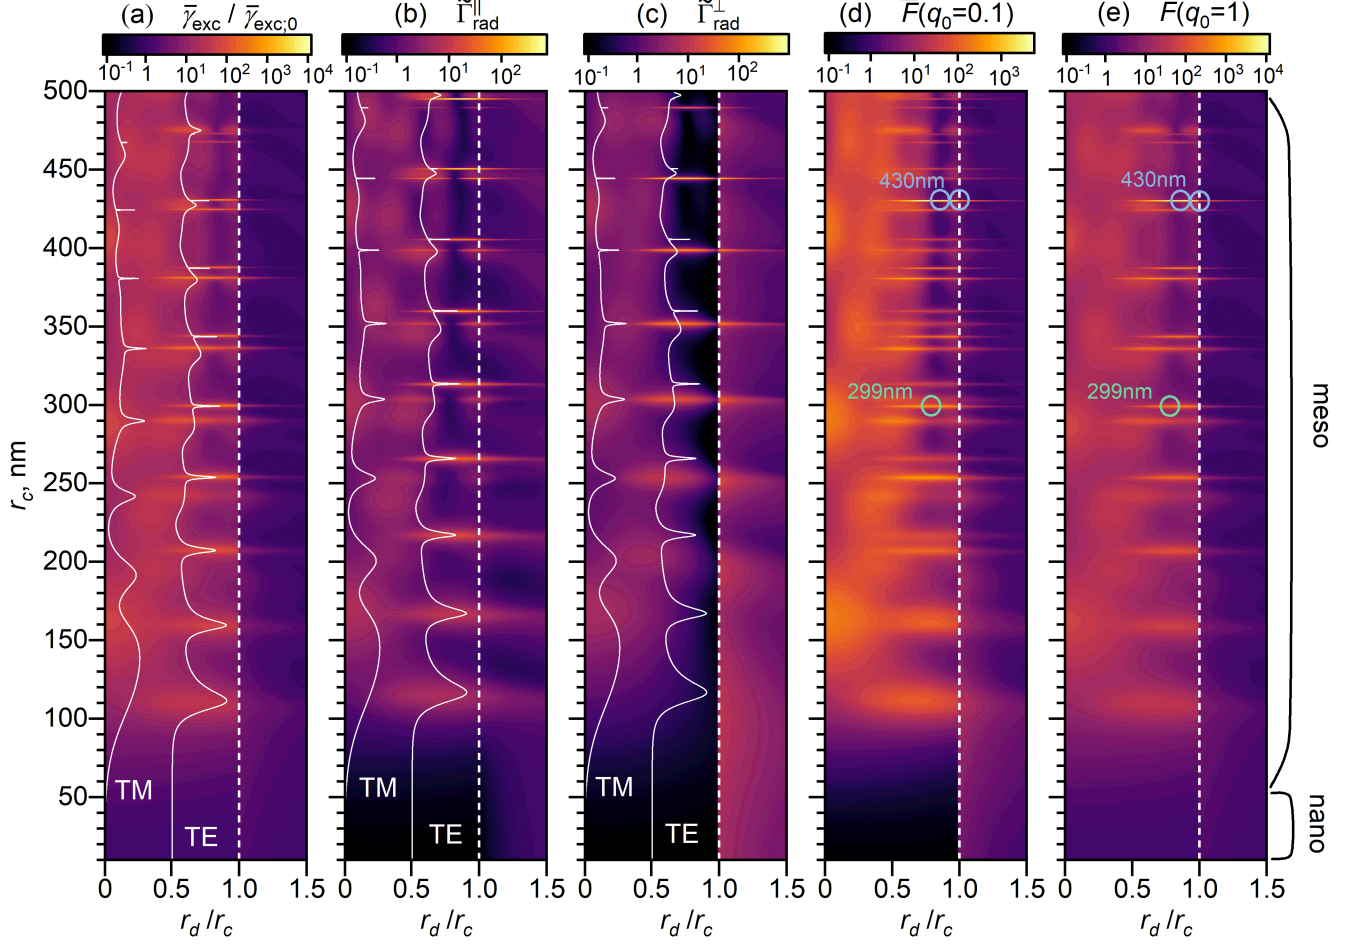 (a) γ̄exc / γ̄exc;0
(b) Γ̃∥rad
(c) Γ̃⊥rad
(d) F(q0=0.1)
(e) F(q0=1)
10⁻¹ 1 10¹ 10² 10³ 10⁴
10⁻¹ 1 10¹ 10²
10⁻¹ 1 10¹ 10²
10⁻¹ 1 10¹ 10² 10³
10⁻¹ 1 10¹ 10² 10³ 10⁴
500
450
400
350
300
250
200
150
100
50
rc, nm
TM
TE
TM
TE
TM
TE
430nm
299nm
430nm
299nm
meso
nano
0 0.5 1.0 1.5
0 0.5 1.0 1.5
0 0.5 1.0 1.5
0 0.5 1.0 1.5
0 0.5 1.0 1.5
rd /rc
rd /rc
rd /rc
rd /rc
rd /rc